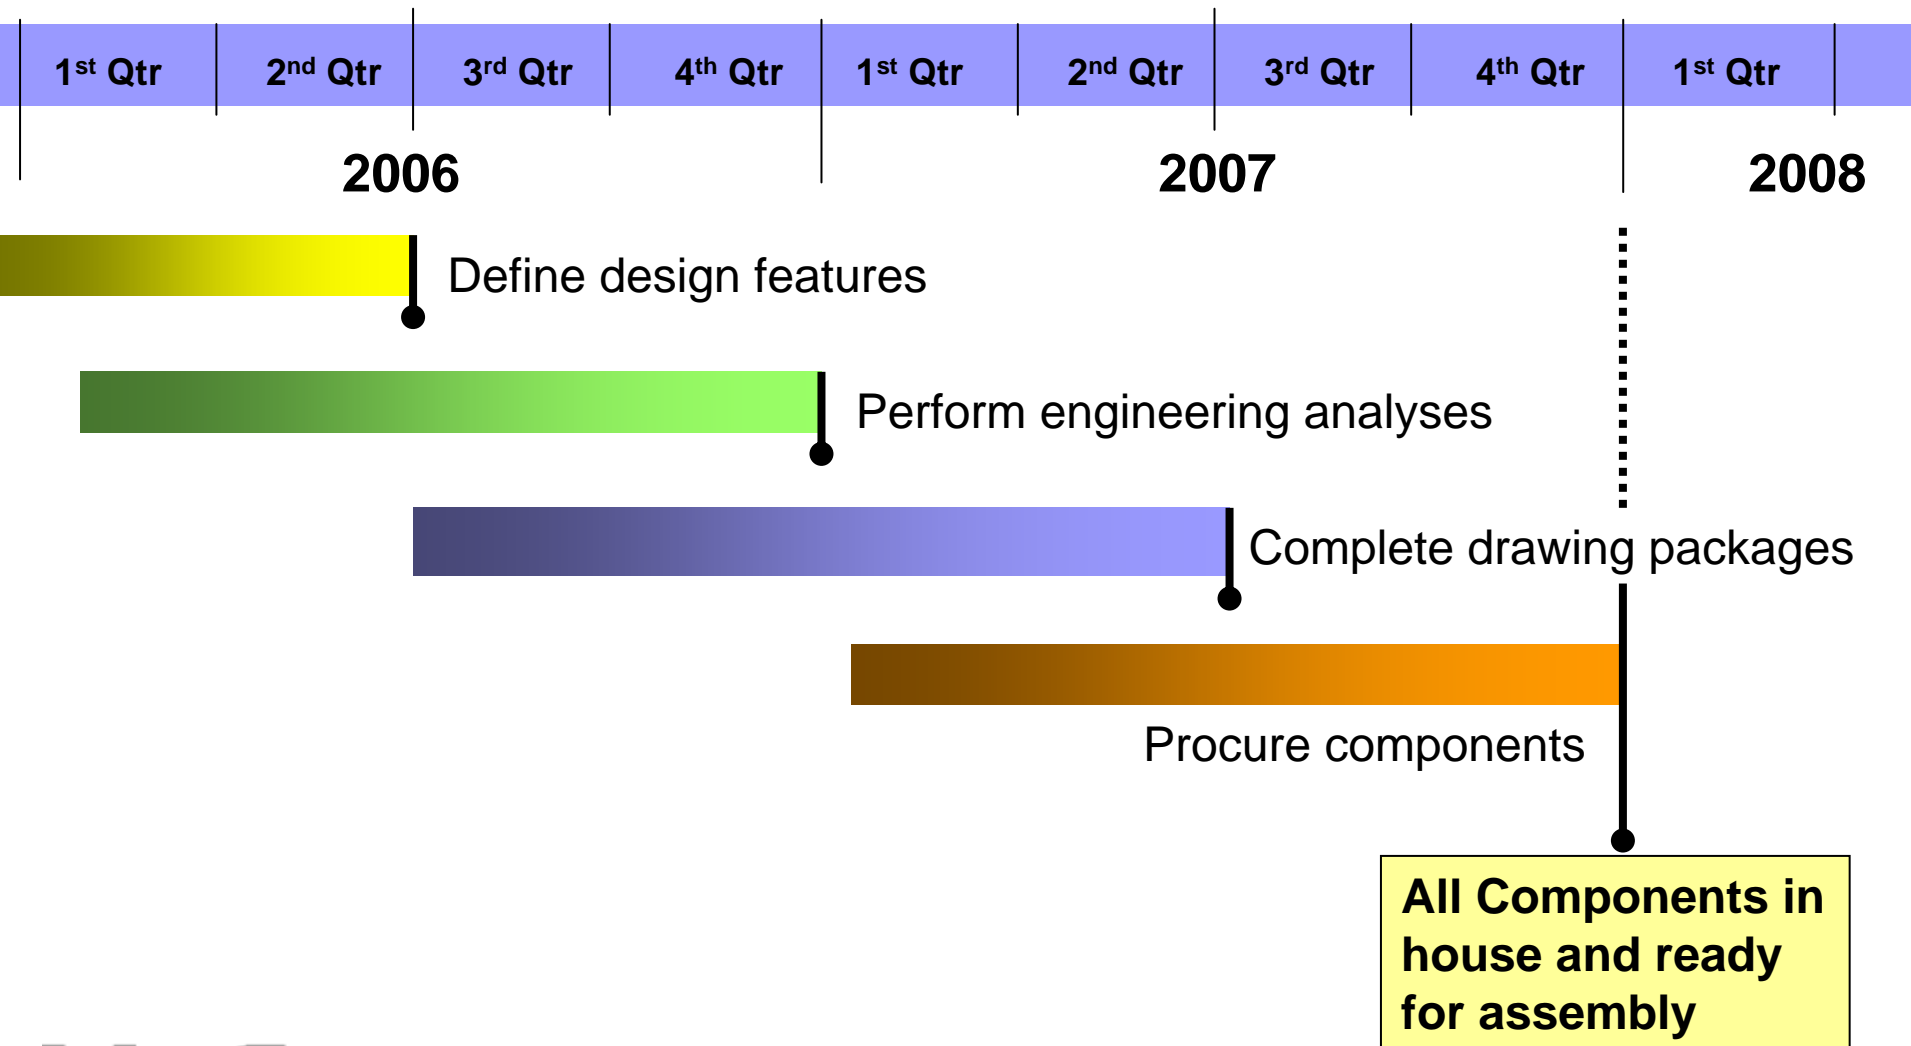 1st Qtr 2nd Qtr 3rd Qtr 4th Qtr 1st Qtr 2nd Qtr 3rd Qtr 4th Qtr 1st Qtr
2006 2007 2008
Define design features
Perform engineering analyses
Complete drawing packages
Procure components
All Components in
house and ready
for assembly